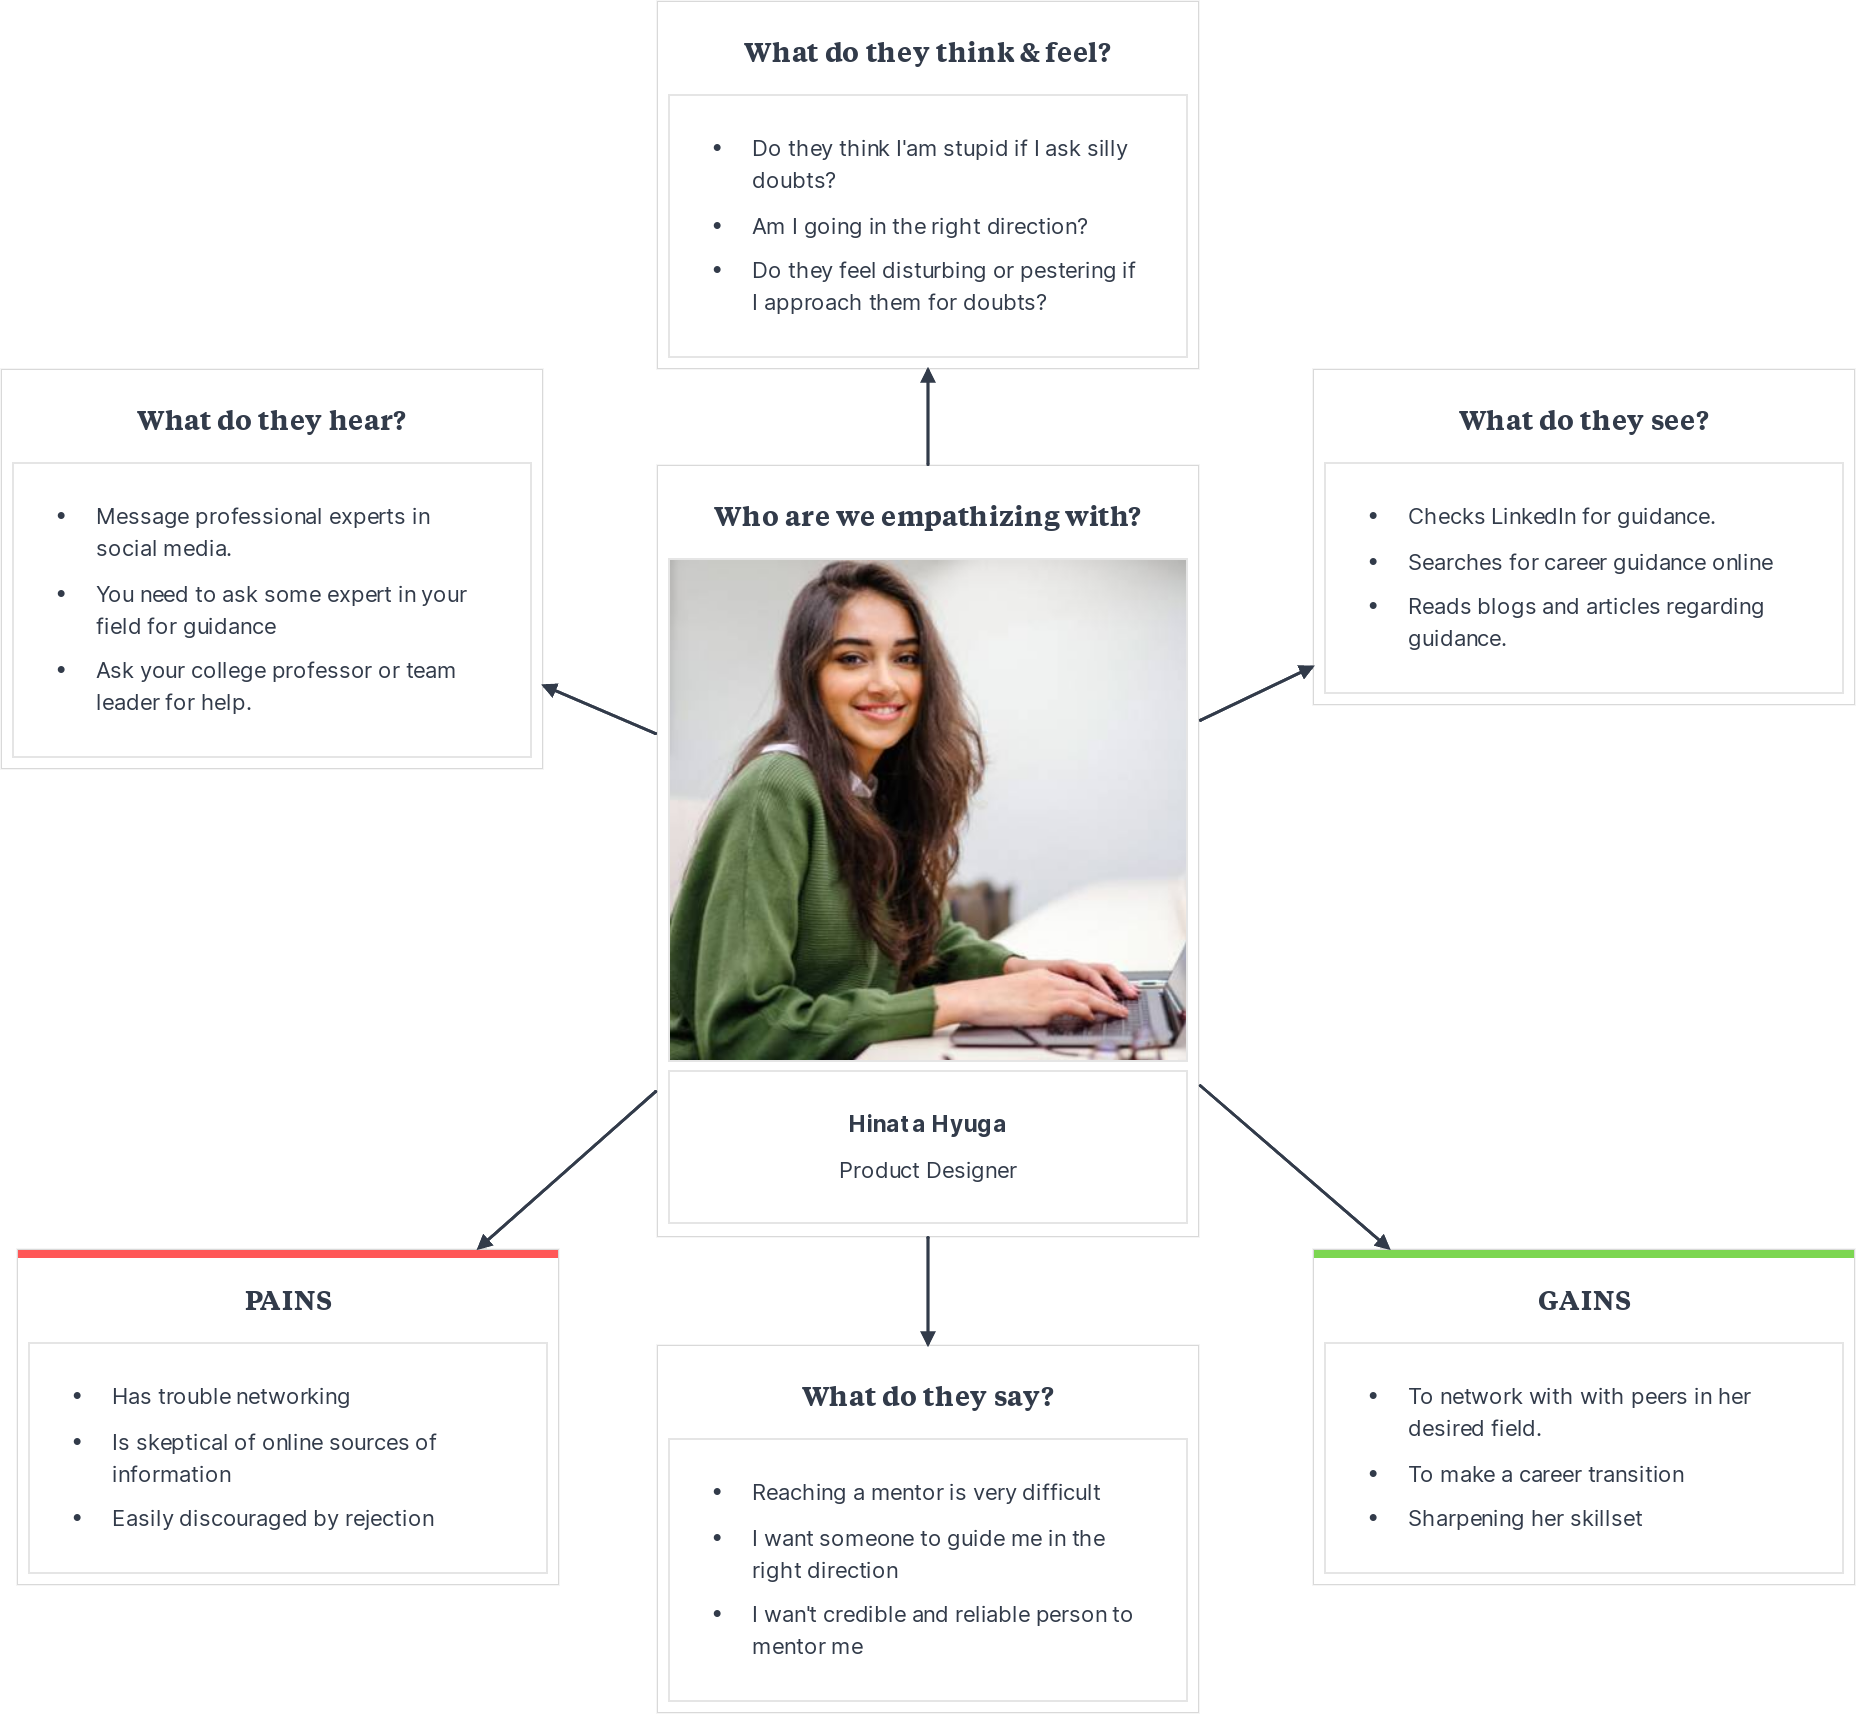 What do they think & feel?
• Do they think I'am stupid if I ask silly
doubts?
• Am I going in the right direction?
• Do they feel disturbing or pestering if
I approach them for doubts?
What do they hear?
• Message professional experts in
social media.
• You need to ask some expert in your
field for guidance
• Ask your college professor or team
leader for help.
Who are we empathizing with?
Hinata Hyuga
Product Designer
What do they see?
• Checks LinkedIn for guidance.
• Searches for career guidance online
• Reads blogs and articles regarding
guidance.
PAINS
• Has trouble networking
• Is skeptical of online sources of
information
• Easily discouraged by rejection
What do they say?
• Reaching a mentor is very difficult
• I want someone to guide me in the
right direction
• I wan't credible and reliable person to
mentor me
GAINS
• To network with with peers in her
desired field.
• To make a career transition
• Sharpening her skillset